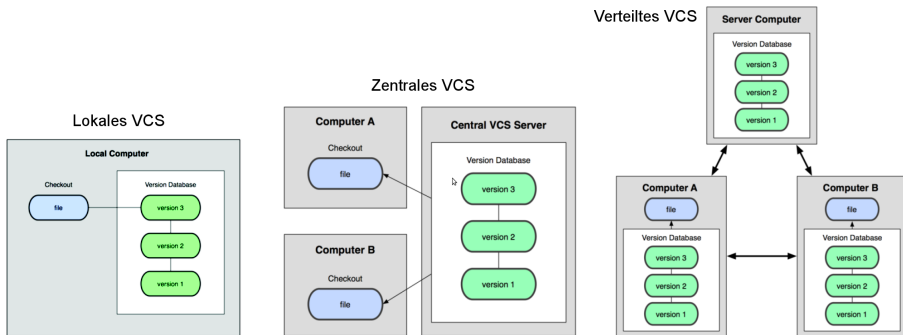 Lokales VCS
Local Computer
Checkout
file
Version Database
version 3
version 2
version 1
Zentrales VCS
Computer A
Checkout
file
Computer B
Checkout
file
Central VCS Server
Version Database
version 3
version 2
version 1
Verteiltes VCS
Server Computer
Version Database
version 3
version 2
version 1
Computer A
file
Version Database
version 3
version 2
version 1
Computer B
file
Version Database
version 3
version 2
version 1